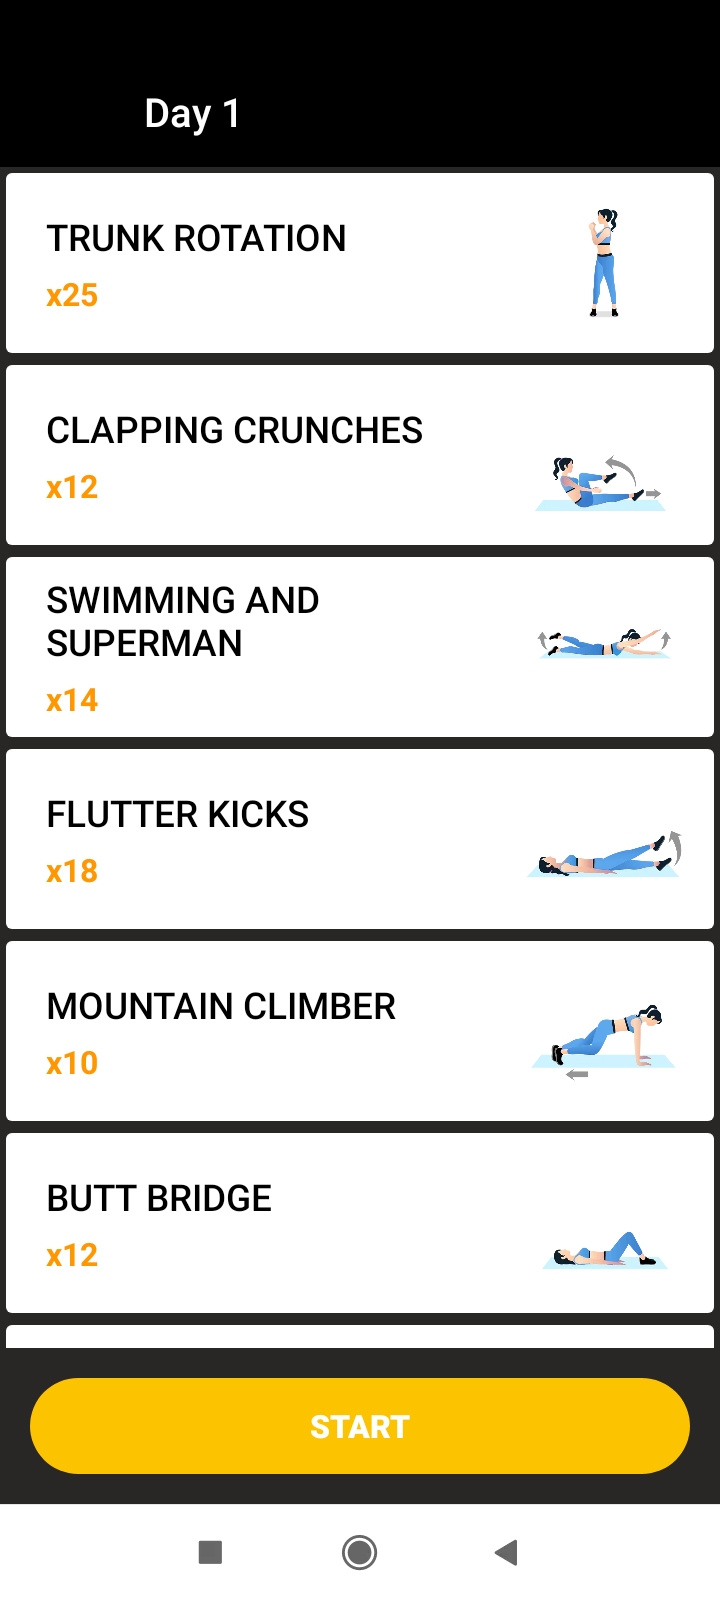 Day 1
TRUNK ROTATION
x25
CLAPPING CRUNCHES
x12
SWIMMING AND
SUPERMAN
x14
FLUTTER KICKS
x18
MOUNTAIN CLIMBER
x10
BUTT BRIDGE
x12
START